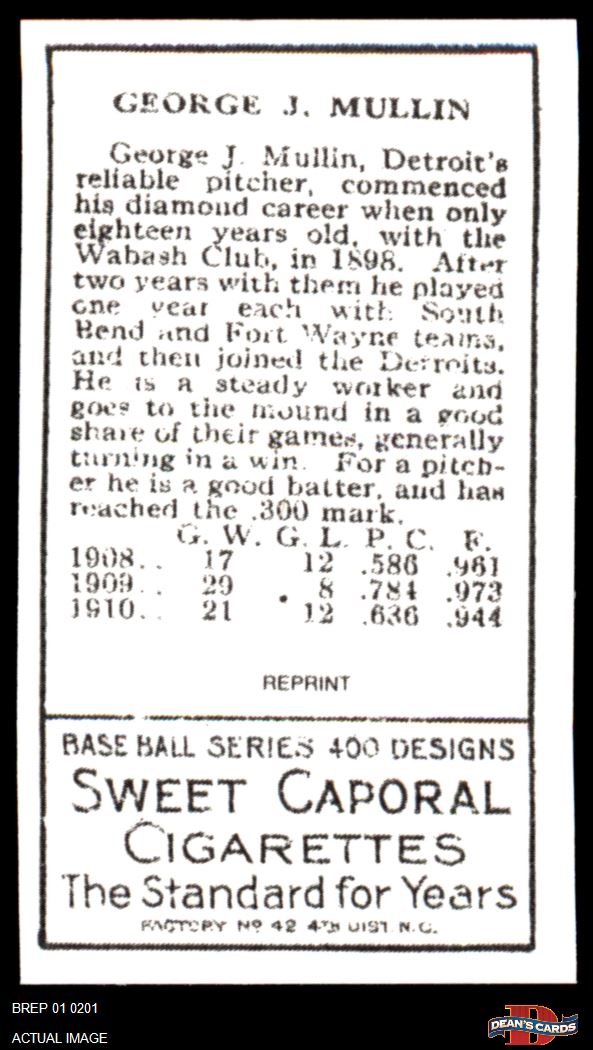 GEORGE J. MULLIN
George J. Mullin, Detroit's
reliable pitcher, commenced
his diamond career when only
eighteen years old, with the
Wabash Club, in 1898. After
two years with them he played
one year each with South
Bend and Fort Wayne teams,
and then joined the Detroits.
He is a steady worker and
goes to the mound in a good
share of their games, generally
turning in a win. For a pitch-
er he is a good batter, and has
reached the .300 mark.
G. W. G. L. P. C. F.
1908.. 17 12 .586 .961
1909.. 29 8 .784 .973
1910.. 21 12 .636 .944
REPRINT
BASE BALL SERIES 400 DESIGNS
SWEET CAPORAL
CIGARETTES
The Standard for Years
FACTORY Nº 42 4TH DIST. N.C.
BREP 01 0201
ACTUAL IMAGE
D
DEAN'S CARDS